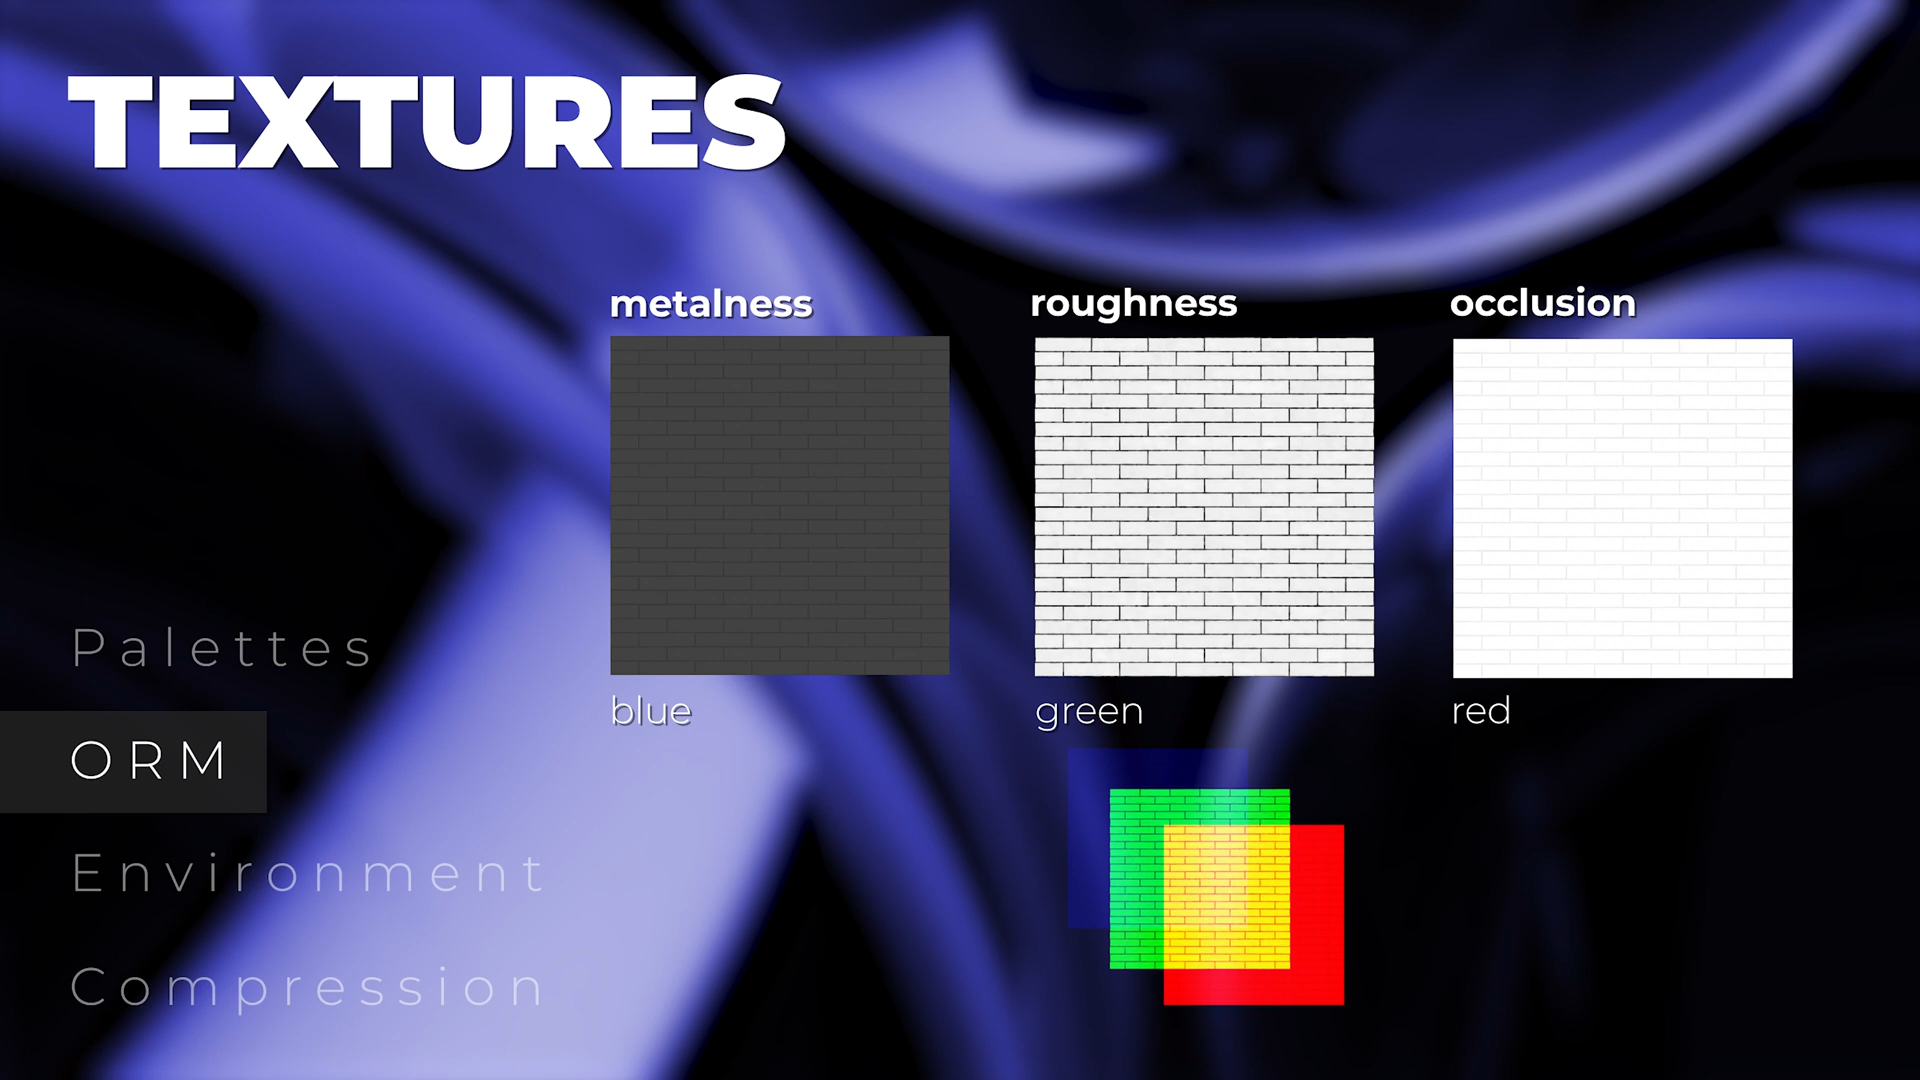 TEXTURES
metalness
roughness
occlusion
blue
green
red
Palettes
ORM
Environment
Compression